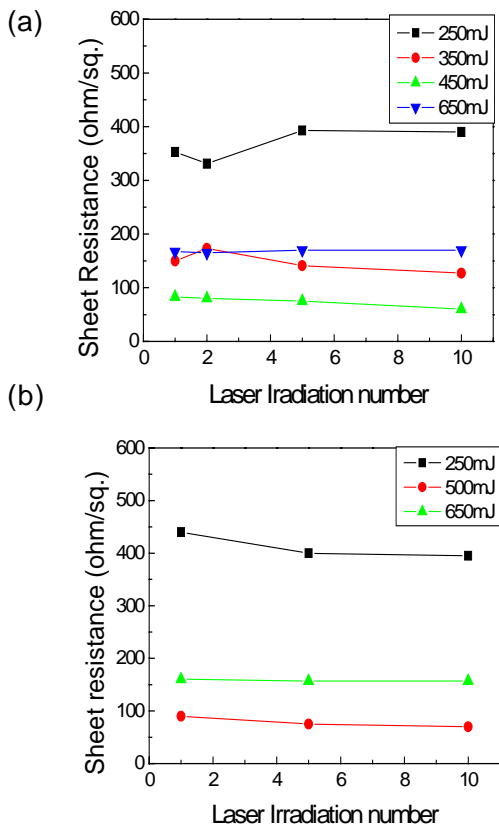 (a)
250mJ
350mJ
450mJ
650mJ
Sheet Resistance (ohm/sq.)
600
500
400
300
200
100
0
0 2 4 6 8 10
Laser Irradiation number
(b)
250mJ
500mJ
650mJ
Sheet resistance (ohm/sq.)
600
500
400
300
200
100
0
0 2 4 6 8 10
Laser Irradiation number